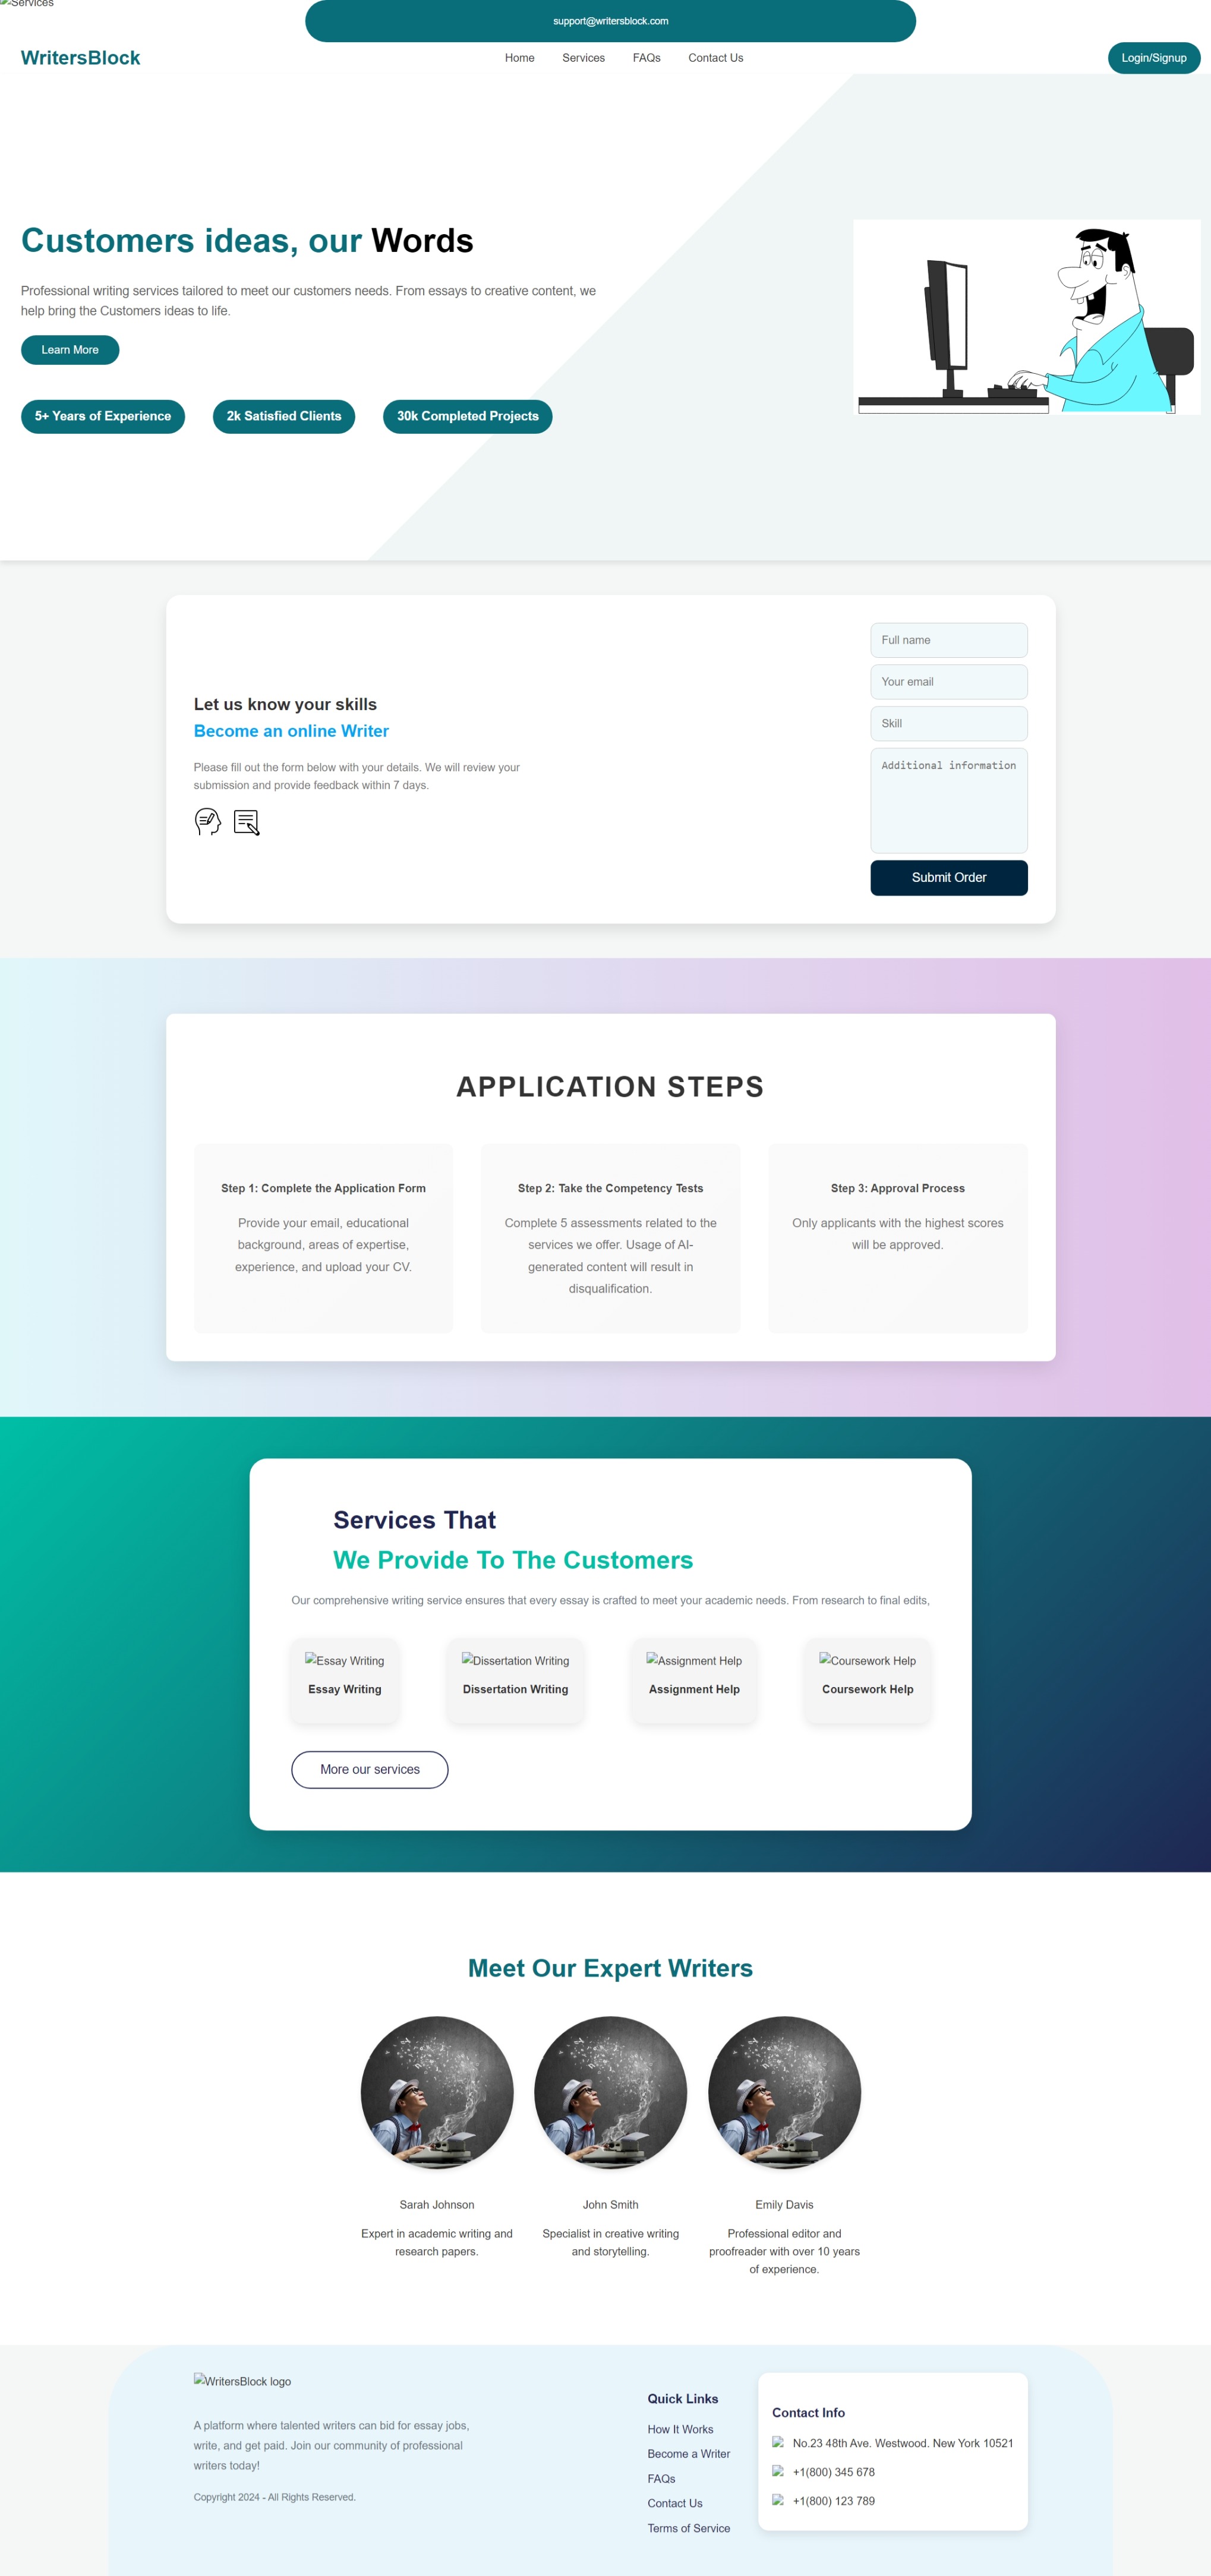 Services
support@writersblock.com
WritersBlock
Home
Services
FAQs
Contact Us
Login/Signup
Customers ideas, our Words
Professional writing services tailored to meet our customers needs. From essays to creative content, we
help bring the Customers ideas to life.
Learn More
5+ Years of Experience
2k Satisfied Clients
30k Completed Projects
Let us know your skills
Become an online Writer
Please fill out the form below with your details. We will review your
submission and provide feedback within 7 days.
Full name
Your email
Skill
Additional information
Submit Order
APPLICATION STEPS
Step 1: Complete the Application Form
Provide your email, educational
background, areas of expertise,
experience, and upload your CV.
Step 2: Take the Competency Tests
Complete 5 assessments related to the
services we offer. Usage of AI-
generated content will result in
disqualification.
Step 3: Approval Process
Only applicants with the highest scores
will be approved.
Services That
We Provide To The Customers
Our comprehensive writing service ensures that every essay is crafted to meet your academic needs. From research to final edits,
Essay Writing
Essay Writing
Dissertation Writing
Dissertation Writing
Assignment Help
Assignment Help
Coursework Help
Coursework Help
More our services
Meet Our Expert Writers
Sarah Johnson
Expert in academic writing and
research papers.
John Smith
Specialist in creative writing
and storytelling.
Emily Davis
Professional editor and
proofreader with over 10 years
of experience.
WritersBlock logo
A platform where talented writers can bid for essay jobs,
write, and get paid. Join our community of professional
writers today!
Copyright 2024 - All Rights Reserved.
Quick Links
How It Works
Become a Writer
FAQs
Contact Us
Terms of Service
Contact Info
No.23 48th Ave. Westwood. New York 10521
+1(800) 345 678
+1(800) 123 789